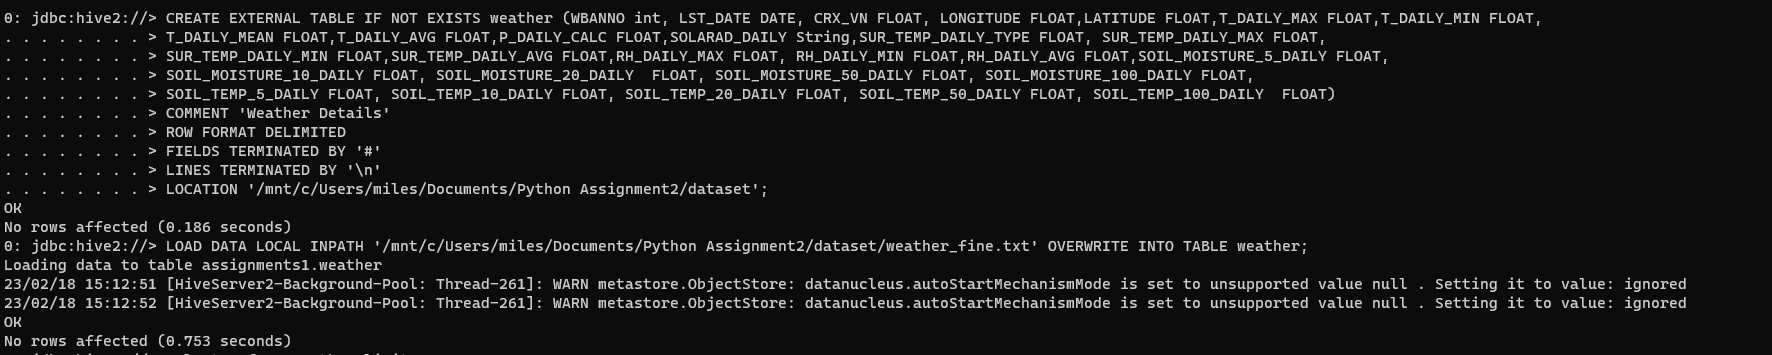 0: jdbc:hive2://> CREATE EXTERNAL TABLE IF NOT EXISTS weather (WBANNO int, LST_DATE DATE, CRX_VN FLOAT, LONGITUDE FLOAT,LATITUDE FLOAT,T_DAILY_MAX FLOAT,T_DAILY_MIN FLOAT,
. . . . . . . . > T_DAILY_MEAN FLOAT,T_DAILY_AVG FLOAT,P_DAILY_CALC FLOAT,SOLARAD_DAILY String,SUR_TEMP_DAILY_TYPE FLOAT, SUR_TEMP_DAILY_MAX FLOAT,
. . . . . . . . > SUR_TEMP_DAILY_MIN FLOAT,SUR_TEMP_DAILY_AVG FLOAT,RH_DAILY_MAX FLOAT, RH_DAILY_MIN FLOAT,RH_DAILY_AVG FLOAT,SOIL_MOISTURE_5_DAILY FLOAT,
. . . . . . . . > SOIL_MOISTURE_10_DAILY FLOAT, SOIL_MOISTURE_20_DAILY  FLOAT, SOIL_MOISTURE_50_DAILY FLOAT, SOIL_MOISTURE_100_DAILY FLOAT,
. . . . . . . . > SOIL_TEMP_5_DAILY FLOAT, SOIL_TEMP_10_DAILY FLOAT, SOIL_TEMP_20_DAILY FLOAT, SOIL_TEMP_50_DAILY FLOAT, SOIL_TEMP_100_DAILY  FLOAT)
. . . . . . . . > COMMENT 'Weather Details'
. . . . . . . . > ROW FORMAT DELIMITED
. . . . . . . . > FIELDS TERMINATED BY '#'
. . . . . . . . > LINES TERMINATED BY '\n'
. . . . . . . . > LOCATION '/mnt/c/Users/miles/Documents/Python Assignment2/dataset';
OK
No rows affected (0.186 seconds)
0: jdbc:hive2://> LOAD DATA LOCAL INPATH '/mnt/c/Users/miles/Documents/Python Assignment2/dataset/weather_fine.txt' OVERWRITE INTO TABLE weather;
Loading data to table assignments1.weather
23/02/18 15:12:51 [HiveServer2-Background-Pool: Thread-261]: WARN metastore.ObjectStore: datanucleus.autoStartMechanismMode is set to unsupported value null . Setting it to value: ignored
23/02/18 15:12:52 [HiveServer2-Background-Pool: Thread-261]: WARN metastore.ObjectStore: datanucleus.autoStartMechanismMode is set to unsupported value null . Setting it to value: ignored
OK
No rows affected (0.753 seconds)